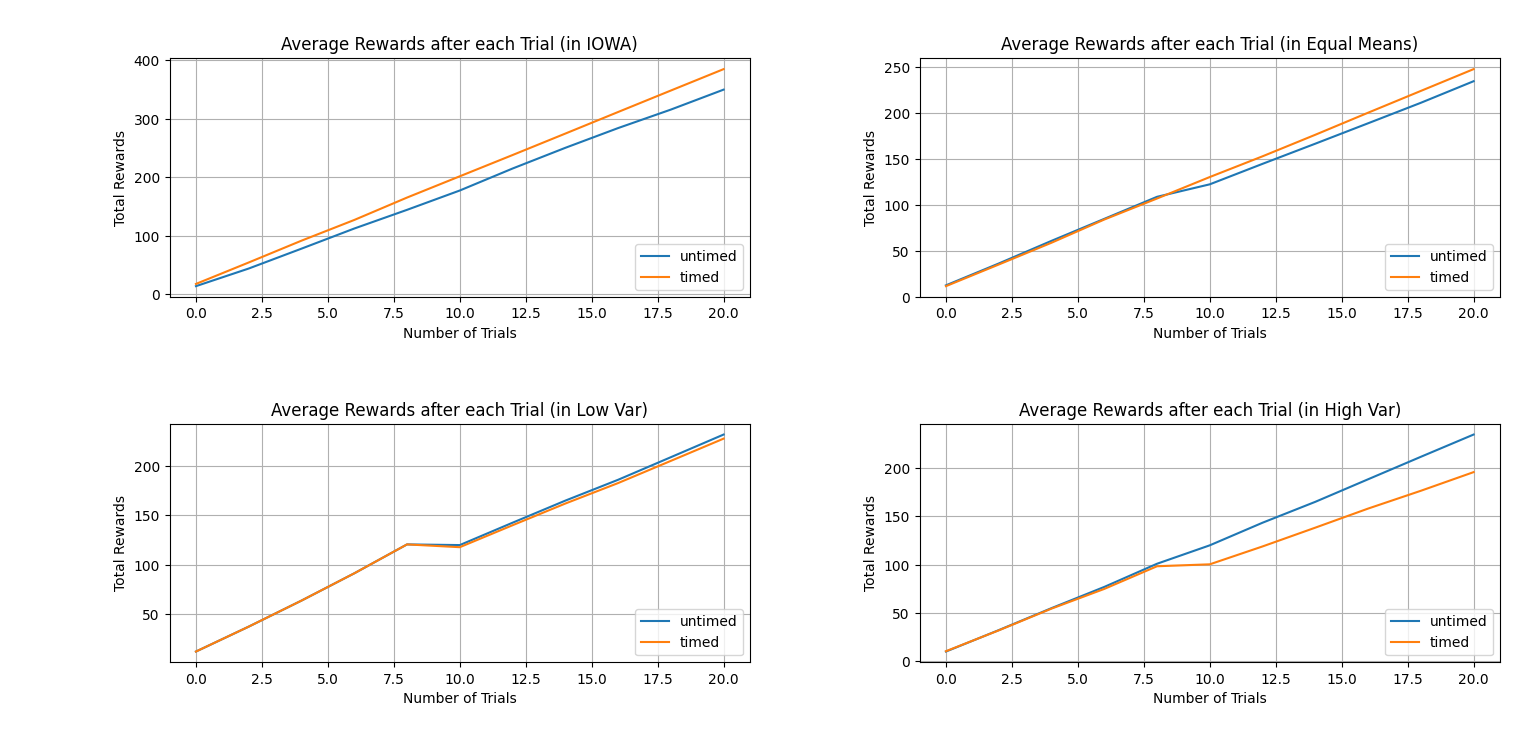 Average Rewards after each Trial (in IOWA)
Total Rewards
400
300
200
100
0
0.0 2.5 5.0 7.5 10.0 12.5 15.0 17.5 20.0
Number of Trials
untimed
timed
Average Rewards after each Trial (in Equal Means)
Total Rewards
250
200
150
100
50
0
0.0 2.5 5.0 7.5 10.0 12.5 15.0 17.5 20.0
Number of Trials
untimed
timed
Average Rewards after each Trial (in Low Var)
Total Rewards
200
150
100
50
0.0 2.5 5.0 7.5 10.0 12.5 15.0 17.5 20.0
Number of Trials
untimed
timed
Average Rewards after each Trial (in High Var)
Total Rewards
200
150
100
50
0
0.0 2.5 5.0 7.5 10.0 12.5 15.0 17.5 20.0
Number of Trials
untimed
timed